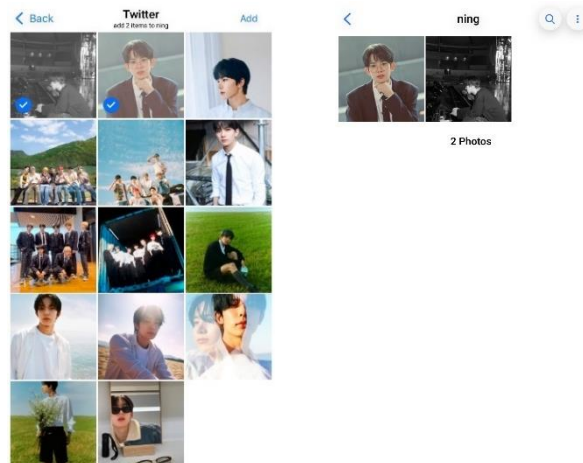 Back
Twitter
Add
add 2 items to ning
ning
2 Photos